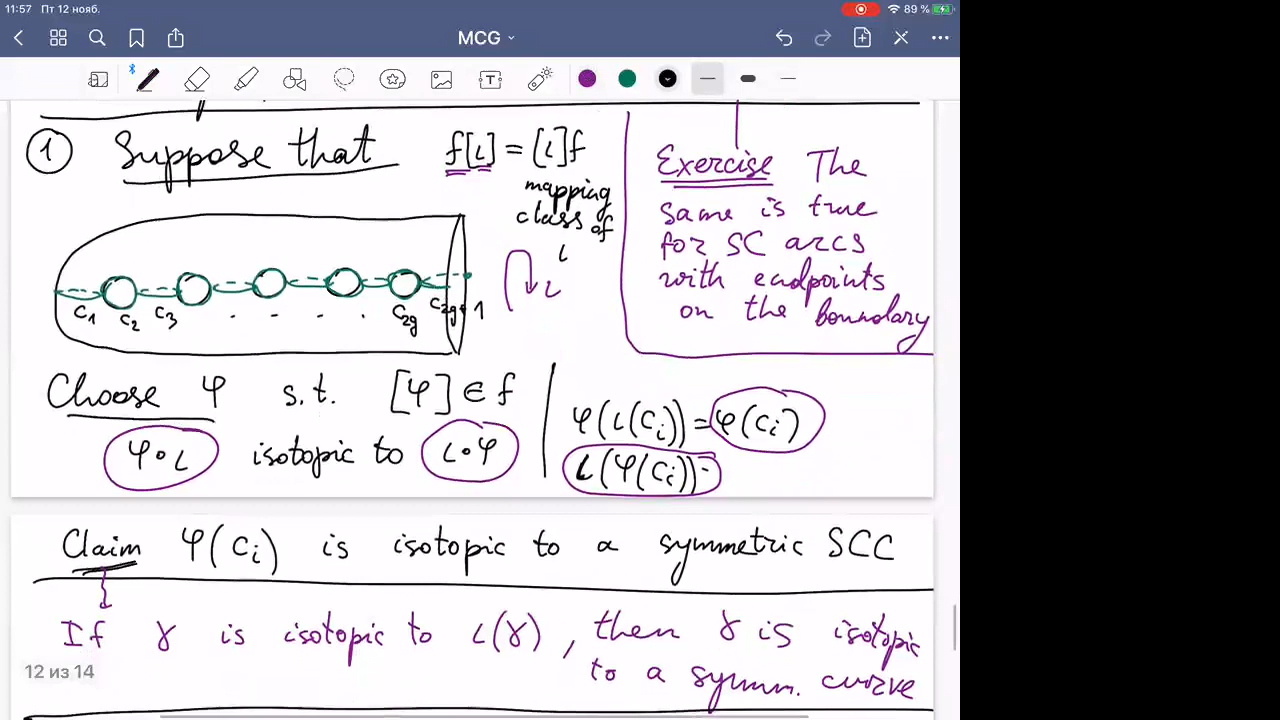 11:57 Пт 12 нояб.
89 %
MCG
① Suppose that f[ι] = [ι]f
mapping
class of
ι
ι
c₁ c₂ c₃ . . . . . c₂g c₂g+1
Exercise The
same is true
for SC arcs
with endpoints
on the boundary
Choose φ s.t. [φ] ∈ f
φ∘ι isotopic to ι∘φ
φ(ι(cᵢ)) = φ(cᵢ)
ι(φ(cᵢ))
Claim φ(cᵢ) is isotopic to a symmetric SCC
If γ is isotopic to ι(γ), then γ is isotopic
to a symm. curve
12 из 14